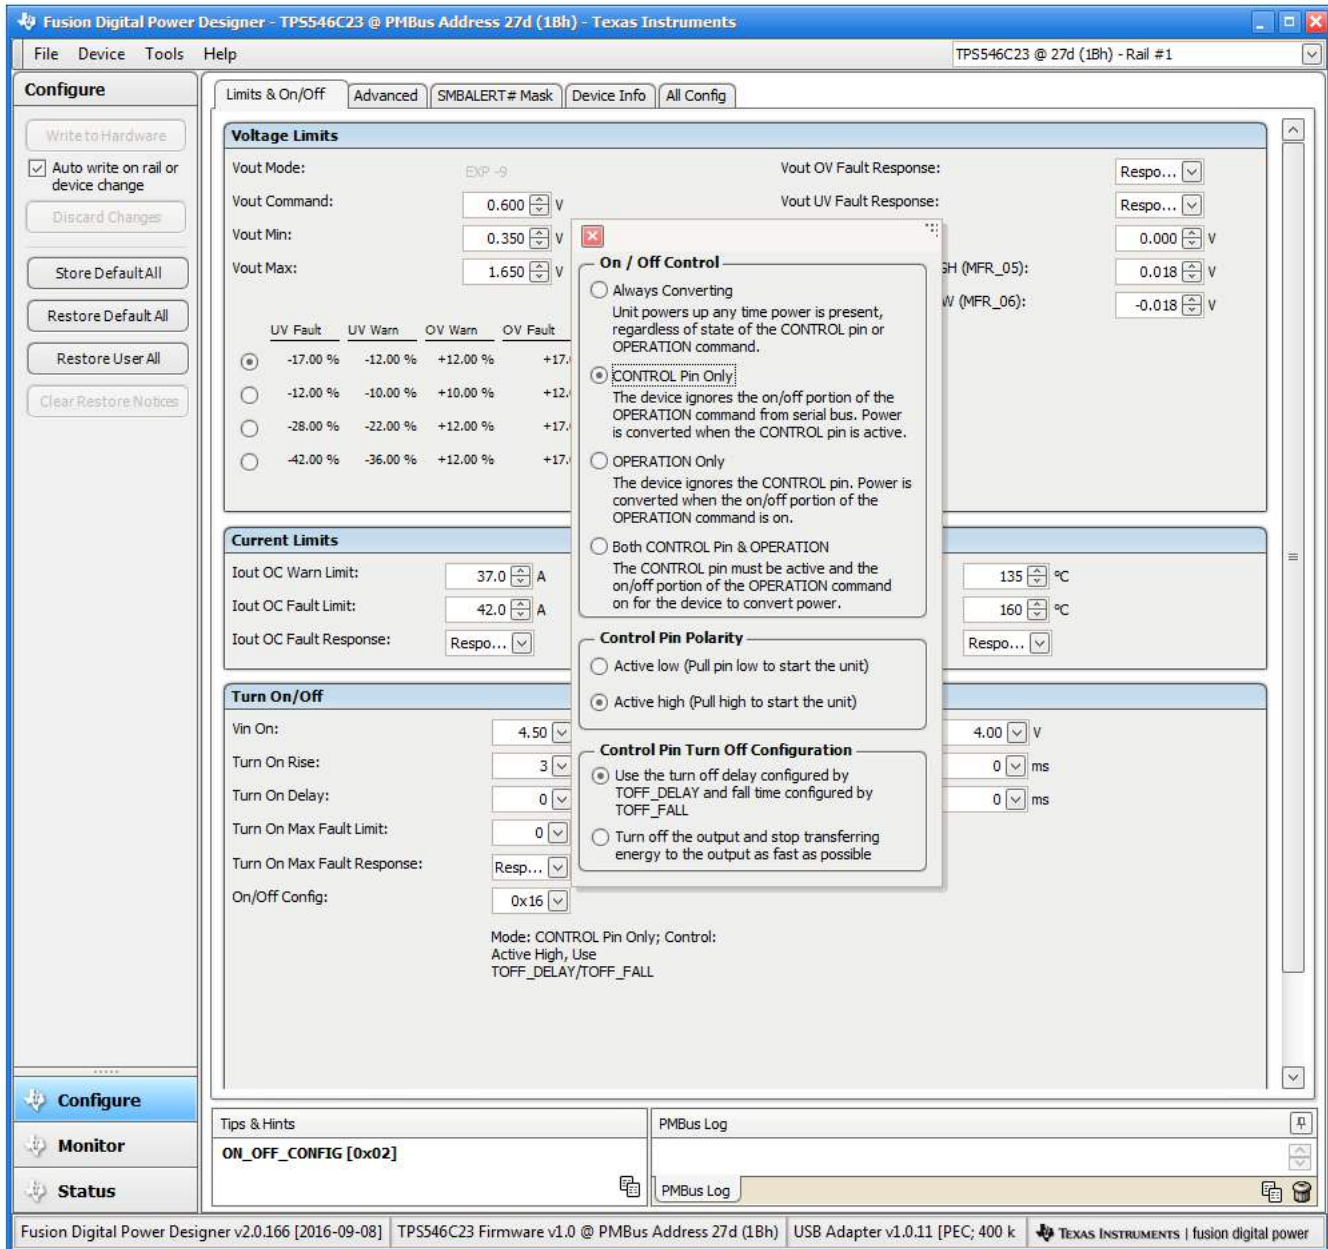 Fusion Digital Power Designer - TPS546C23 @ PMBus Address 27d (1Bh) - Texas Instruments
File Device Tools Help
TPS546C23 @ 27d (1Bh) - Rail #1
Configure
Write to Hardware
Auto write on rail or
device change
Discard Changes
Store Default All
Restore Default All
Restore User All
Clear Restore Notices
Limits & On/Off Advanced SMBALERT# Mask Device Info All Config
Voltage Limits
Vout Mode: EXP -9 Vout OV Fault Response: Respo...
Vout Command: 0.600 V Vout UV Fault Response: Respo...
Vout Min: 0.350 V 0.000 V
Vout Max: 1.650 V SH (MFR_05): 0.018 V
W (MFR_06): -0.018 V
UV Fault UV Warn OV Warn OV Fault
-17.00 % -12.00 % +12.00 % +17.
-12.00 % -10.00 % +10.00 % +12.
-28.00 % -22.00 % +12.00 % +17.
-42.00 % -36.00 % +12.00 % +17.
On / Off Control
Always Converting
Unit powers up any time power is present,
regardless of state of the CONTROL pin or
OPERATION command.
CONTROL Pin Only
The device ignores the on/off portion of the
OPERATION command from serial bus. Power
is converted when the CONTROL pin is active.
OPERATION Only
The device ignores the CONTROL pin. Power is
converted when the on/off portion of the
OPERATION command is on.
Both CONTROL Pin & OPERATION
The CONTROL pin must be active and the
on/off portion of the OPERATION command
on for the device to convert power.
Control Pin Polarity
Active low (Pull pin low to start the unit)
Active high (Pull high to start the unit)
Control Pin Turn Off Configuration
Use the turn off delay configured by
TOFF_DELAY and fall time configured by
TOFF_FALL
Turn off the output and stop transferring
energy to the output as fast as possible
Current Limits
Iout OC Warn Limit: 37.0 A 135 °C
Iout OC Fault Limit: 42.0 A 160 °C
Iout OC Fault Response: Respo... Respo...
Turn On/Off
Vin On: 4.50 4.00 V
Turn On Rise: 3 0 ms
Turn On Delay: 0 0 ms
Turn On Max Fault Limit: 0
Turn On Max Fault Response: Resp...
On/Off Config: 0x16
Mode: CONTROL Pin Only; Control:
Active High, Use
TOFF_DELAY/TOFF_FALL
Configure
Monitor
Status
Tips & Hints
ON_OFF_CONFIG [0x02]
PMBus Log
PMBus Log
Fusion Digital Power Designer v2.0.166 [2016-09-08] TPS546C23 Firmware v1.0 @ PMBus Address 27d (1Bh) USB Adapter v1.0.11 [PEC; 400 k TEXAS INSTRUMENTS | fusion digital power